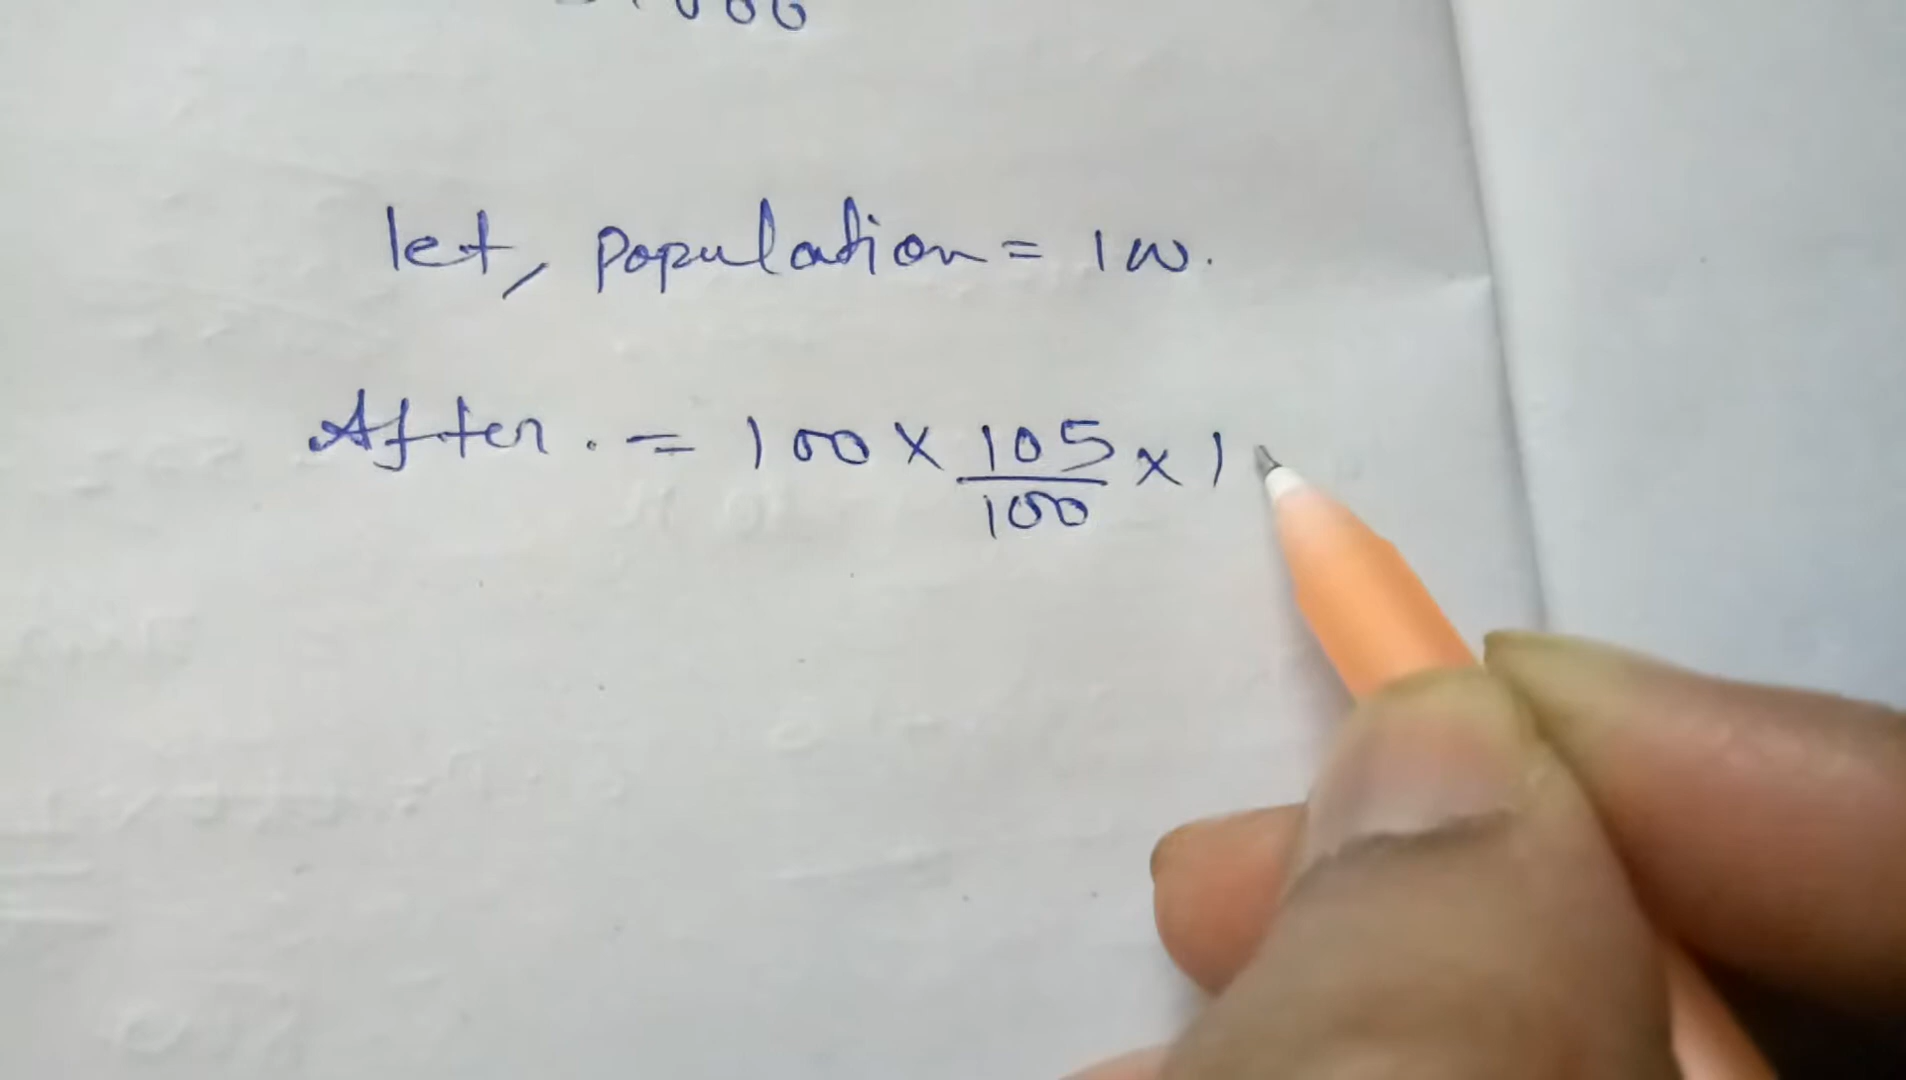 let, population = 100.
After. = 100 × 105/100 × 1